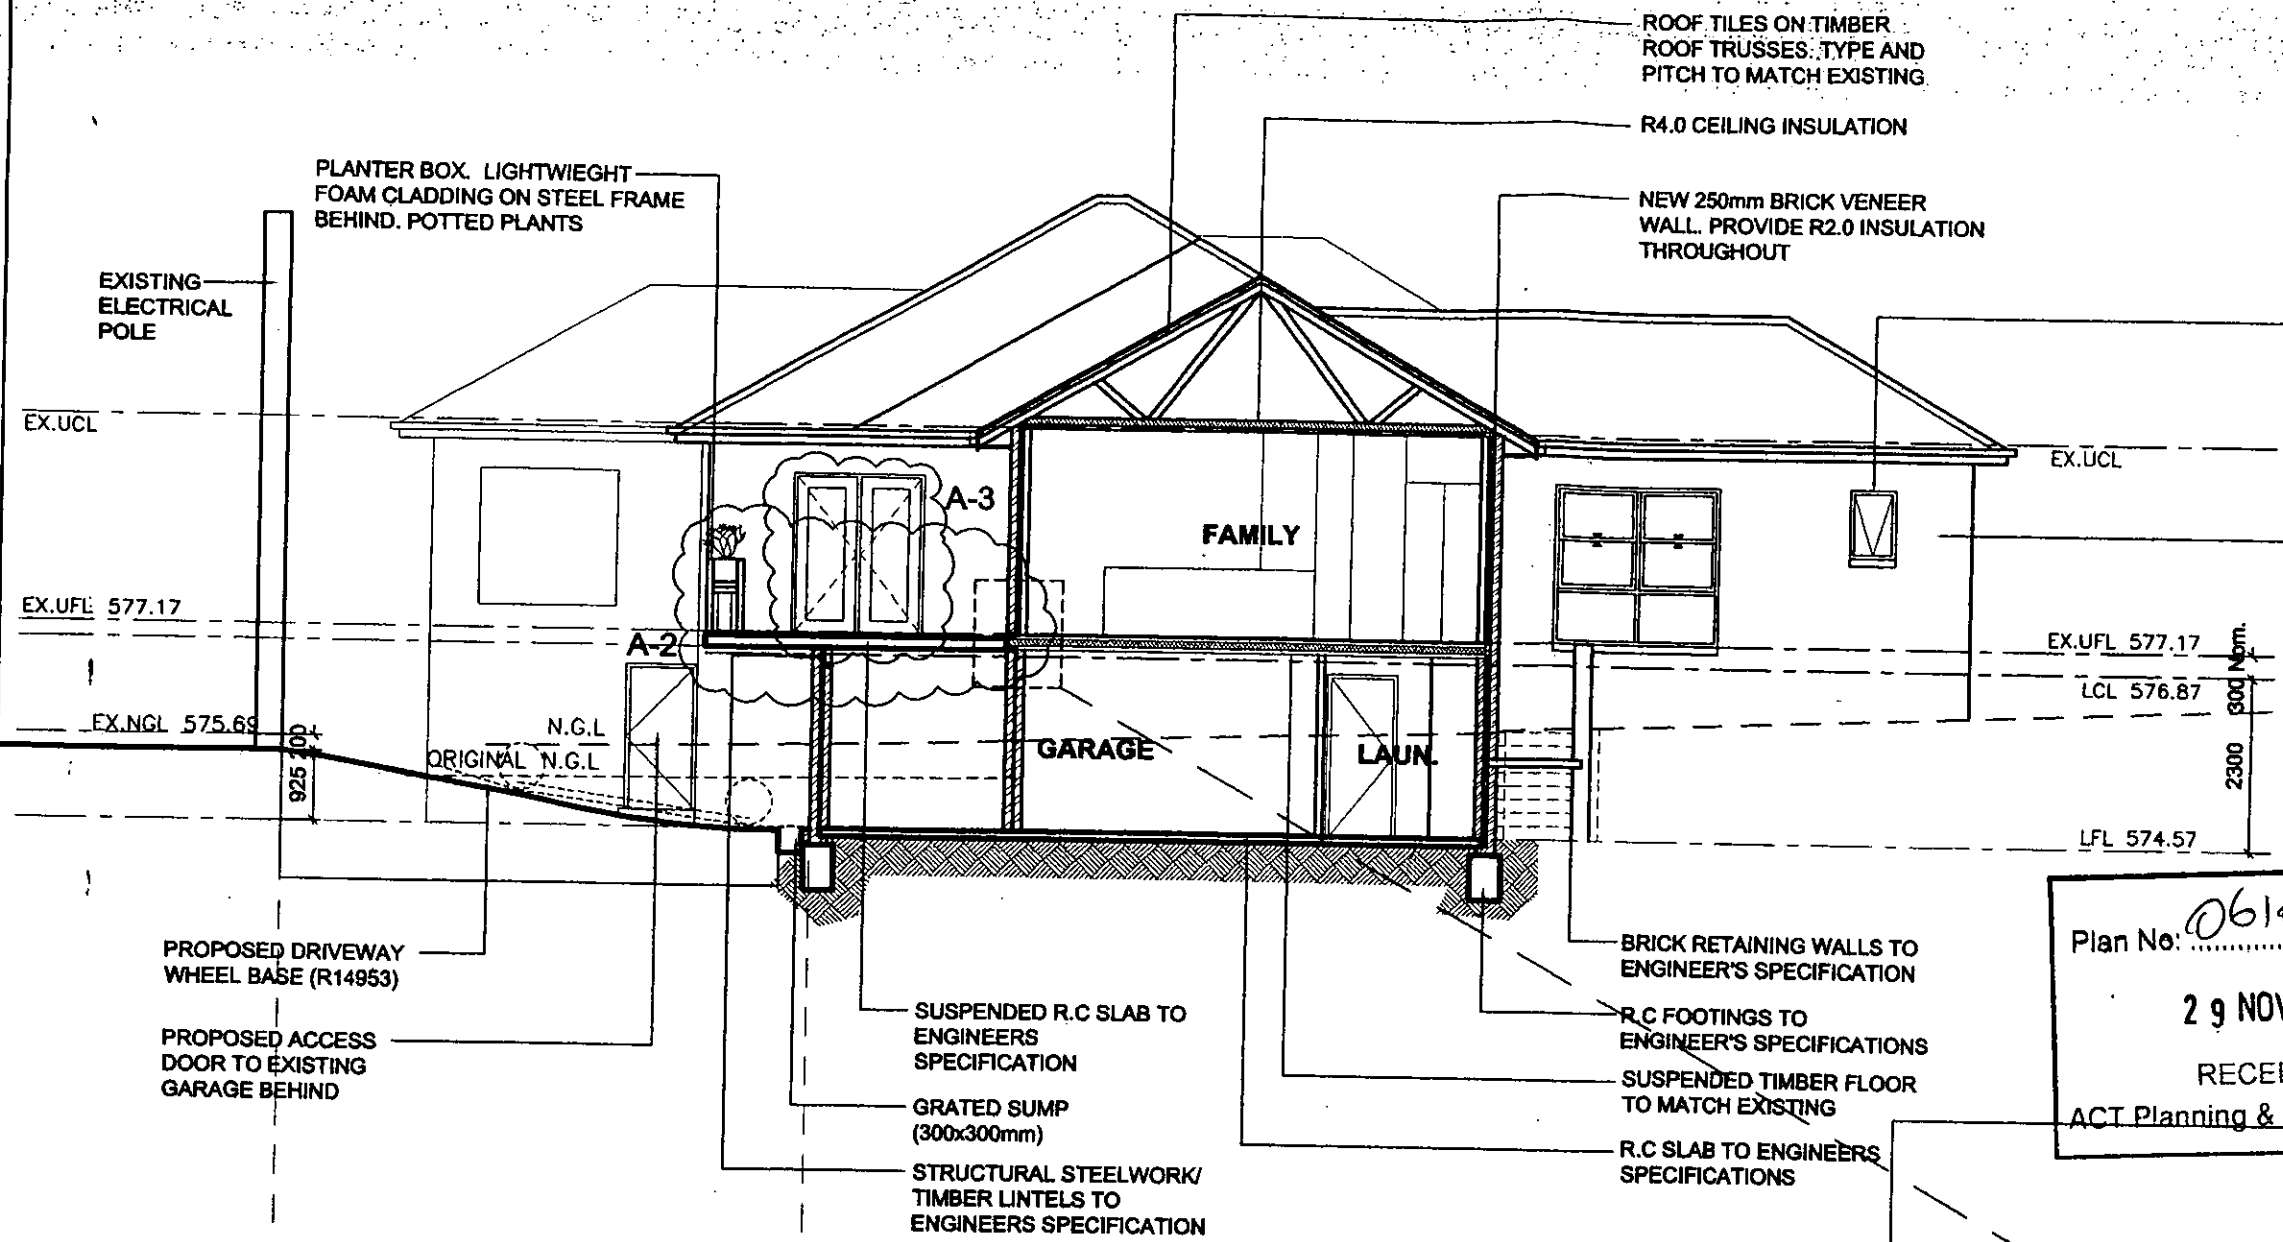 ROOF TILES ON TIMBER
ROOF TRUSSES. TYPE AND
PITCH TO MATCH EXISTING
R4.0 CEILING INSULATION
NEW 250mm BRICK VENEER
WALL. PROVIDE R2.0 INSULATION
THROUGHOUT
PLANTER BOX. LIGHTWIEGHT
FOAM CLADDING ON STEEL FRAME
BEHIND. POTTED PLANTS
EXISTING
ELECTRICAL
POLE
EX.UCL
EX.UCL
A-3
FAMILY
EX.UFL 577.17
A-2
EX.UFL 577.17
LCL 576.87
300 Nom.
2300
EX.NGL 575.69
N.G.L
ORIGINAL N.G.L
925
GARAGE
LAUN.
LFL 574.57
PROPOSED DRIVEWAY
WHEEL BASE (R14953)
PROPOSED ACCESS
DOOR TO EXISTING
GARAGE BEHIND
SUSPENDED R.C SLAB TO
ENGINEERS
SPECIFICATION
GRATED SUMP
(300x300mm)
STRUCTURAL STEELWORK/
TIMBER LINTELS TO
ENGINEERS SPECIFICATION
BRICK RETAINING WALLS TO
ENGINEER'S SPECIFICATION
R.C FOOTINGS TO
ENGINEER'S SPECIFICATIONS
SUSPENDED TIMBER FLOOR
TO MATCH EXISTING
R.C SLAB TO ENGINEERS
SPECIFICATIONS
Plan No:
29 NOV
ACT Planning &